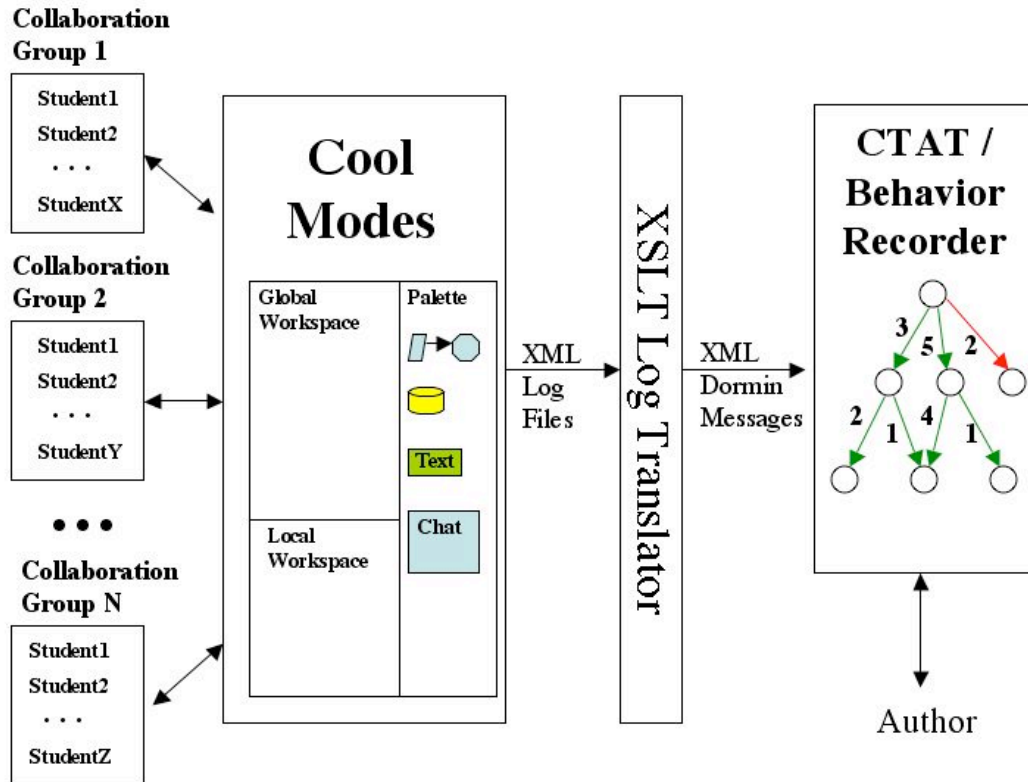 Collaboration
Group 1
Student1
Student2
. . .
StudentX
Collaboration
Group 2
Student1
Student2
. . .
StudentY
• • •
Collaboration
Group N
Student1
Student2
. . .
StudentZ
Cool
Modes
Global
Workspace
Local
Workspace
Palette
Text
Chat
XML
Log
Files
XSLT Log Translator
XML
Dormin
Messages
CTAT /
Behavior
Recorder
3
5
2
2
1
4
1
Author